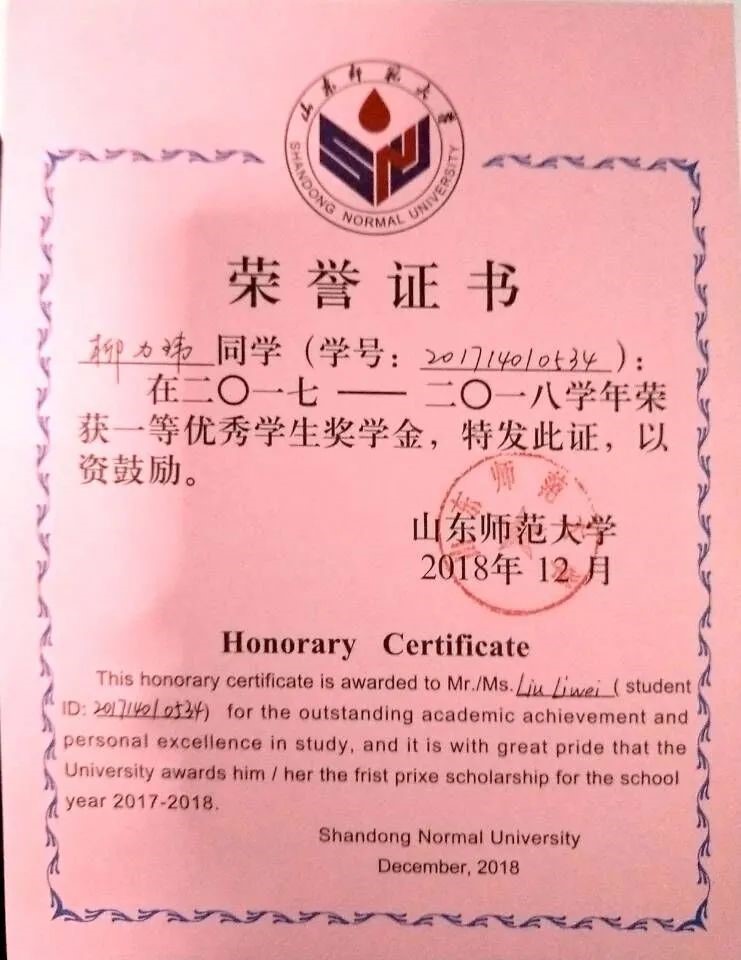 山东师范大学
SHANDONG NORMAL UNIVERSITY
荣誉证书
柳力玮同学（学号：201714010534）：
在二〇一七——二〇一八学年荣
获一等优秀学生奖学金，特发此证，以
资鼓励。
山东师范大学
2018年 12 月
Honorary Certificate
This honorary certificate is awarded to Mr./Ms. Liu Liwei ( student
ID: 201714010534) for the outstanding academic achievement and
personal excellence in study, and it is with great pride that the
University awards him / her the frist prixe scholarship for the school
year 2017-2018.
Shandong Normal University
December, 2018